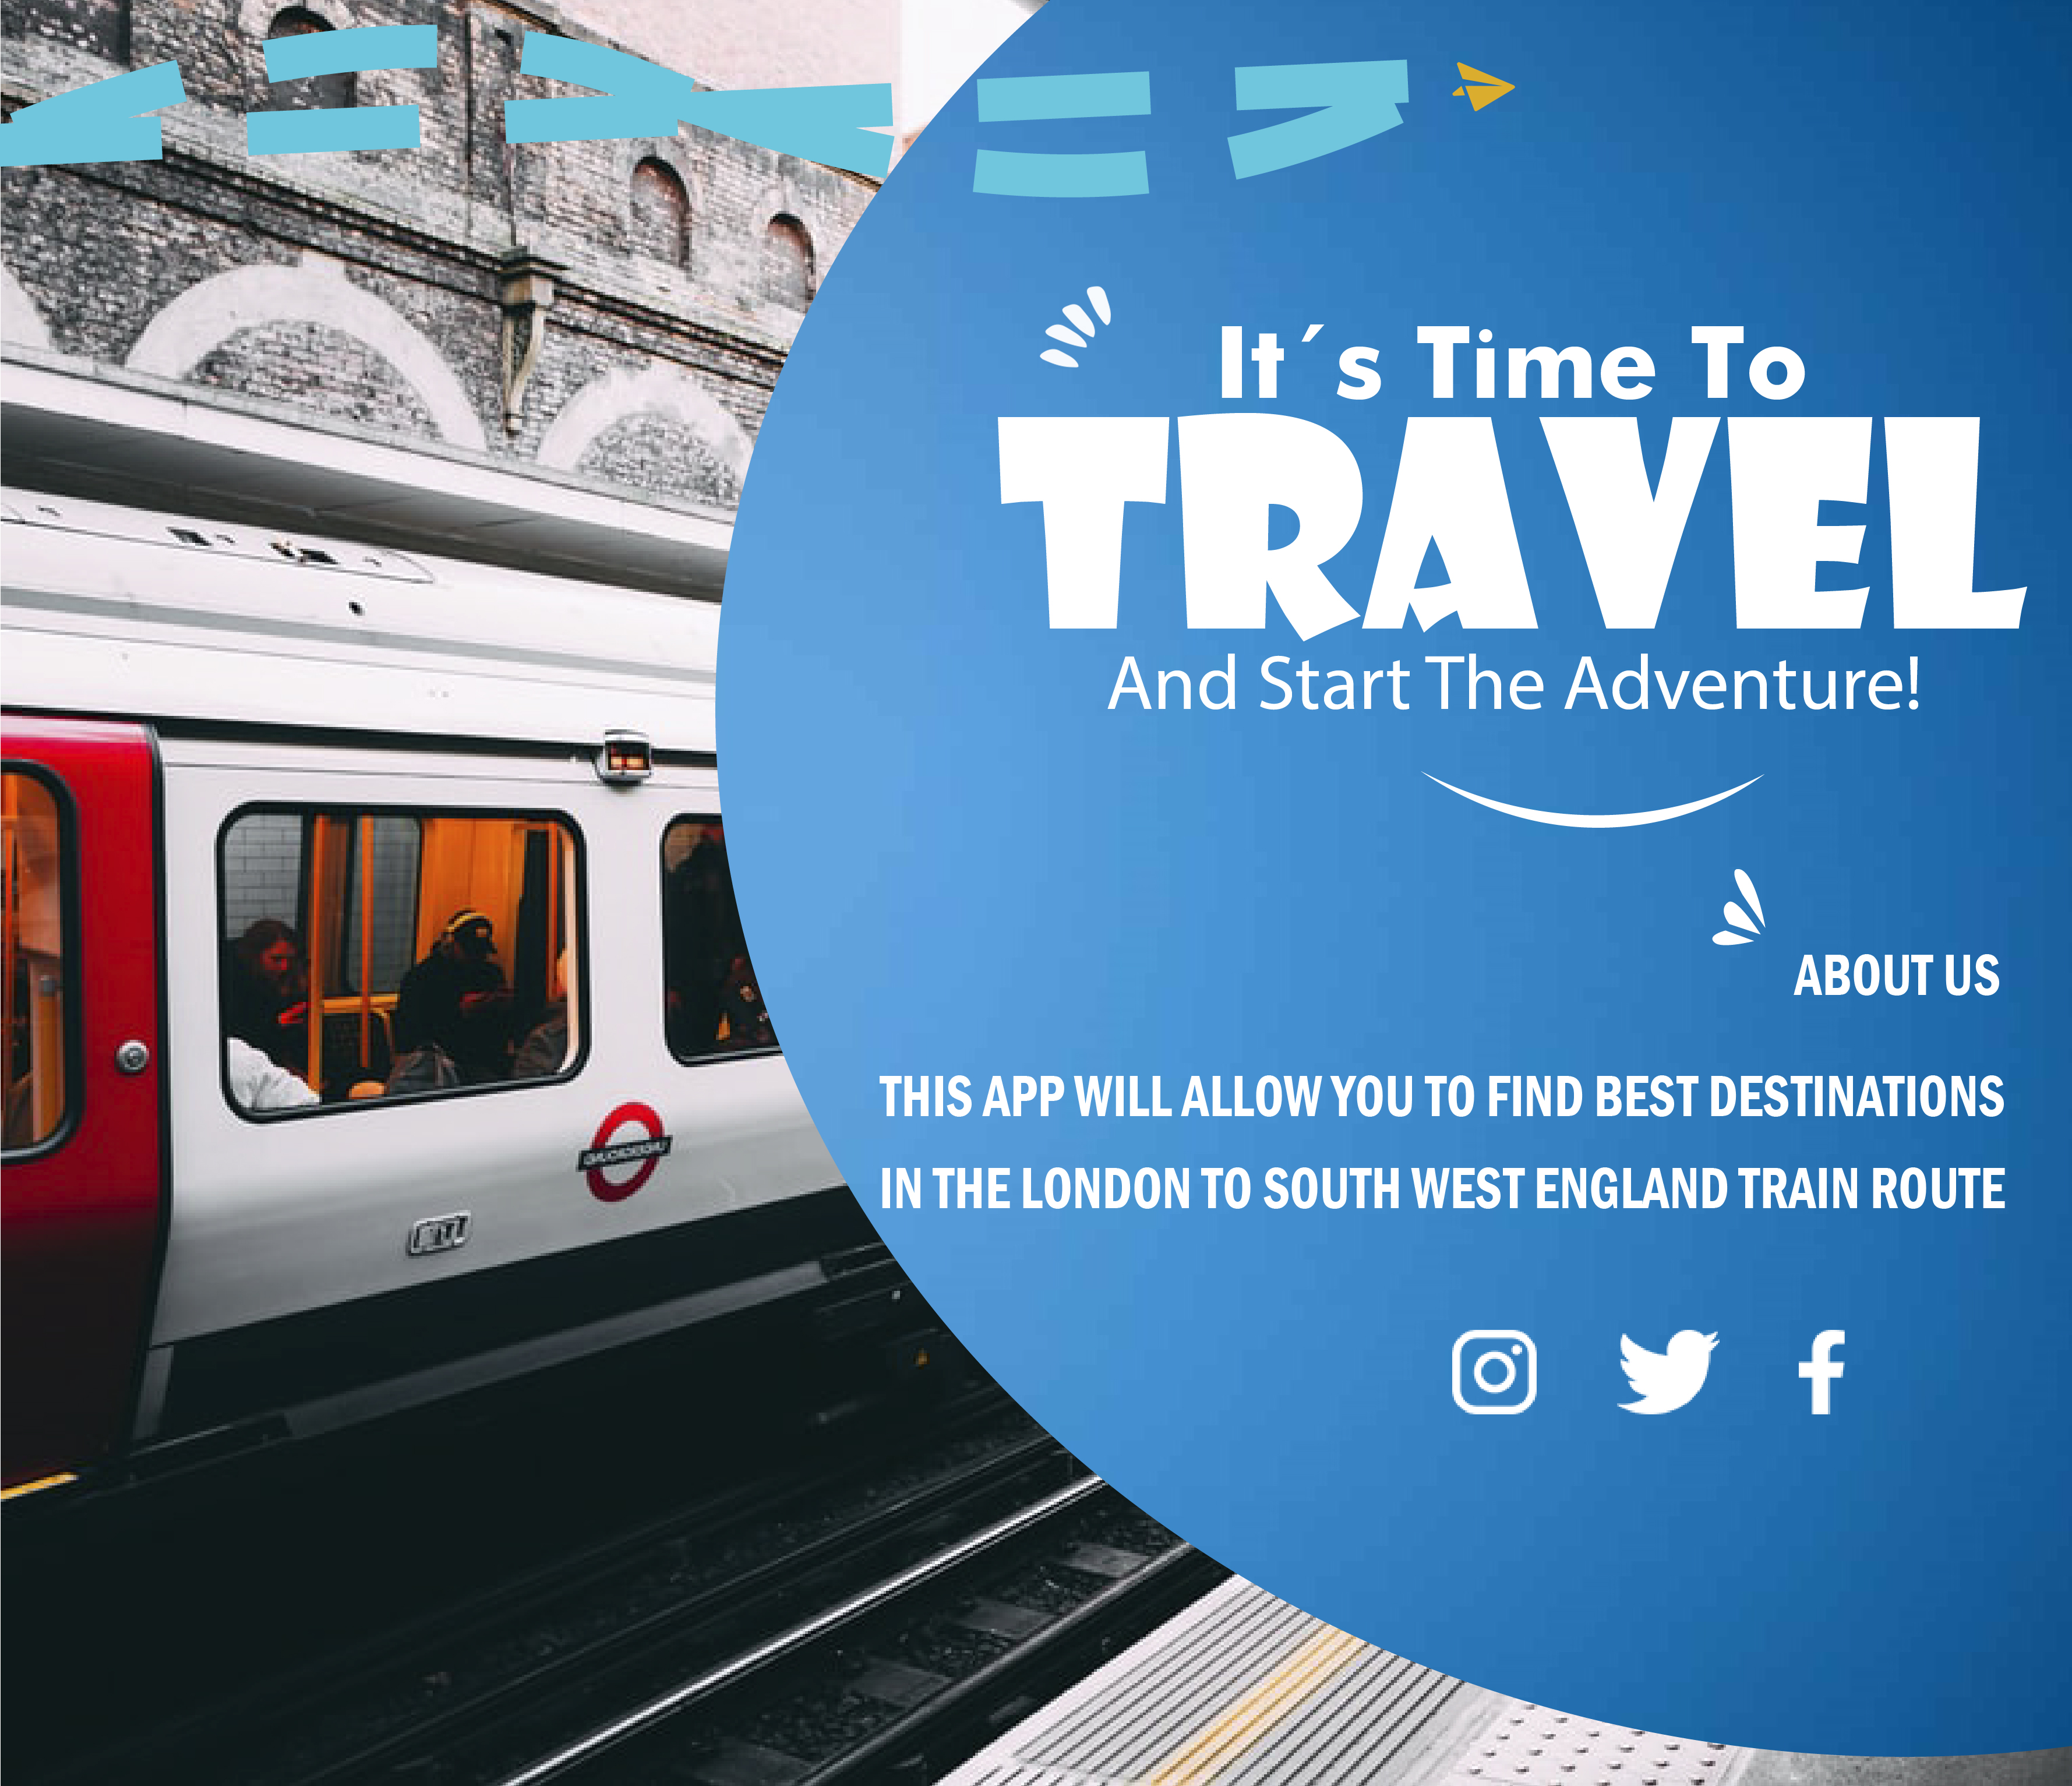 It´s Time To
TRAVEL
And Start The Adventure!
ABOUT US
THIS APP WILL ALLOW YOU TO FIND BEST DESTINATIONS
IN THE LONDON TO SOUTH WEST ENGLAND TRAIN ROUTE